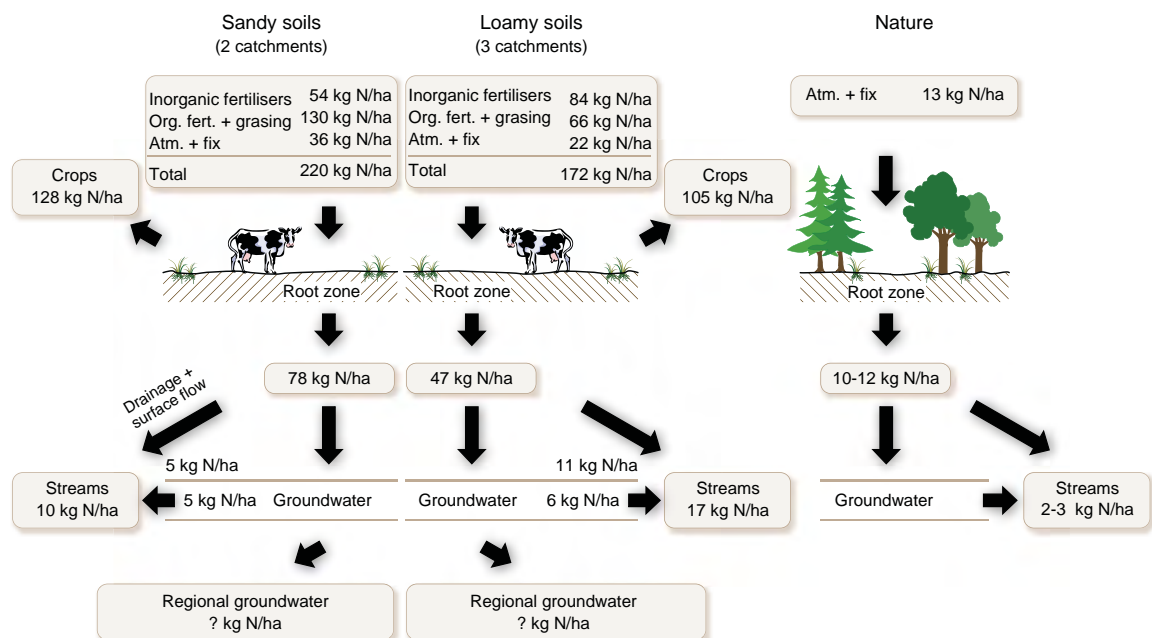 Sandy soils
(2 catchments)
Loamy soils
(3 catchments)
Nature
Inorganic fertilisers 54 kg N/ha
Org. fert. + grasing 130 kg N/ha
Atm. + fix 36 kg N/ha
Total 220 kg N/ha
Inorganic fertilisers 84 kg N/ha
Org. fert. + grasing 66 kg N/ha
Atm. + fix 22 kg N/ha
Total 172 kg N/ha
Atm. + fix 13 kg N/ha
Crops
128 kg N/ha
Crops
105 kg N/ha
Root zone
Root zone
Root zone
78 kg N/ha
47 kg N/ha
10-12 kg N/ha
Drainage +
surface flow
5 kg N/ha
11 kg N/ha
Streams
10 kg N/ha
5 kg N/ha
Groundwater
Groundwater
6 kg N/ha
Streams
17 kg N/ha
Groundwater
Streams
2-3 kg N/ha
Regional groundwater
? kg N/ha
Regional groundwater
? kg N/ha